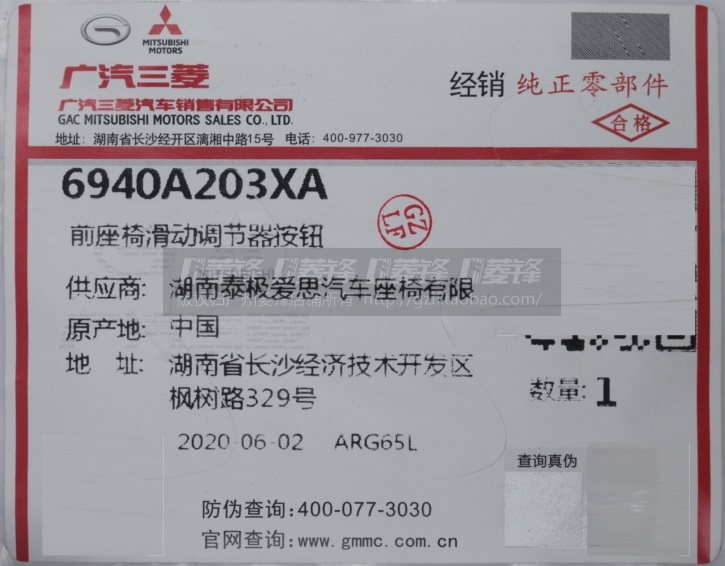 MITSUBISHI
MOTORS
广汽三菱
广汽三菱汽车销售有限公司
GAC MITSUBISHI MOTORS SALES CO., LTD.
地址: 湖南省长沙经开区漓湘中路15号 电话: 400-977-3030
经销 纯正零部件
合格
6940A203XA
GZ
LF
前座椅滑动调节器按钮
供应商: 湖南泰极爱思汽车座椅有限
原产地: 中国
地 址: 湖南省长沙经济技术开发区
枫树路329号
数量: 1
2020-06-02 ARG65L
查询真伪
防伪查询:400-077-3030
官网查询:www.gmmc.com.cn